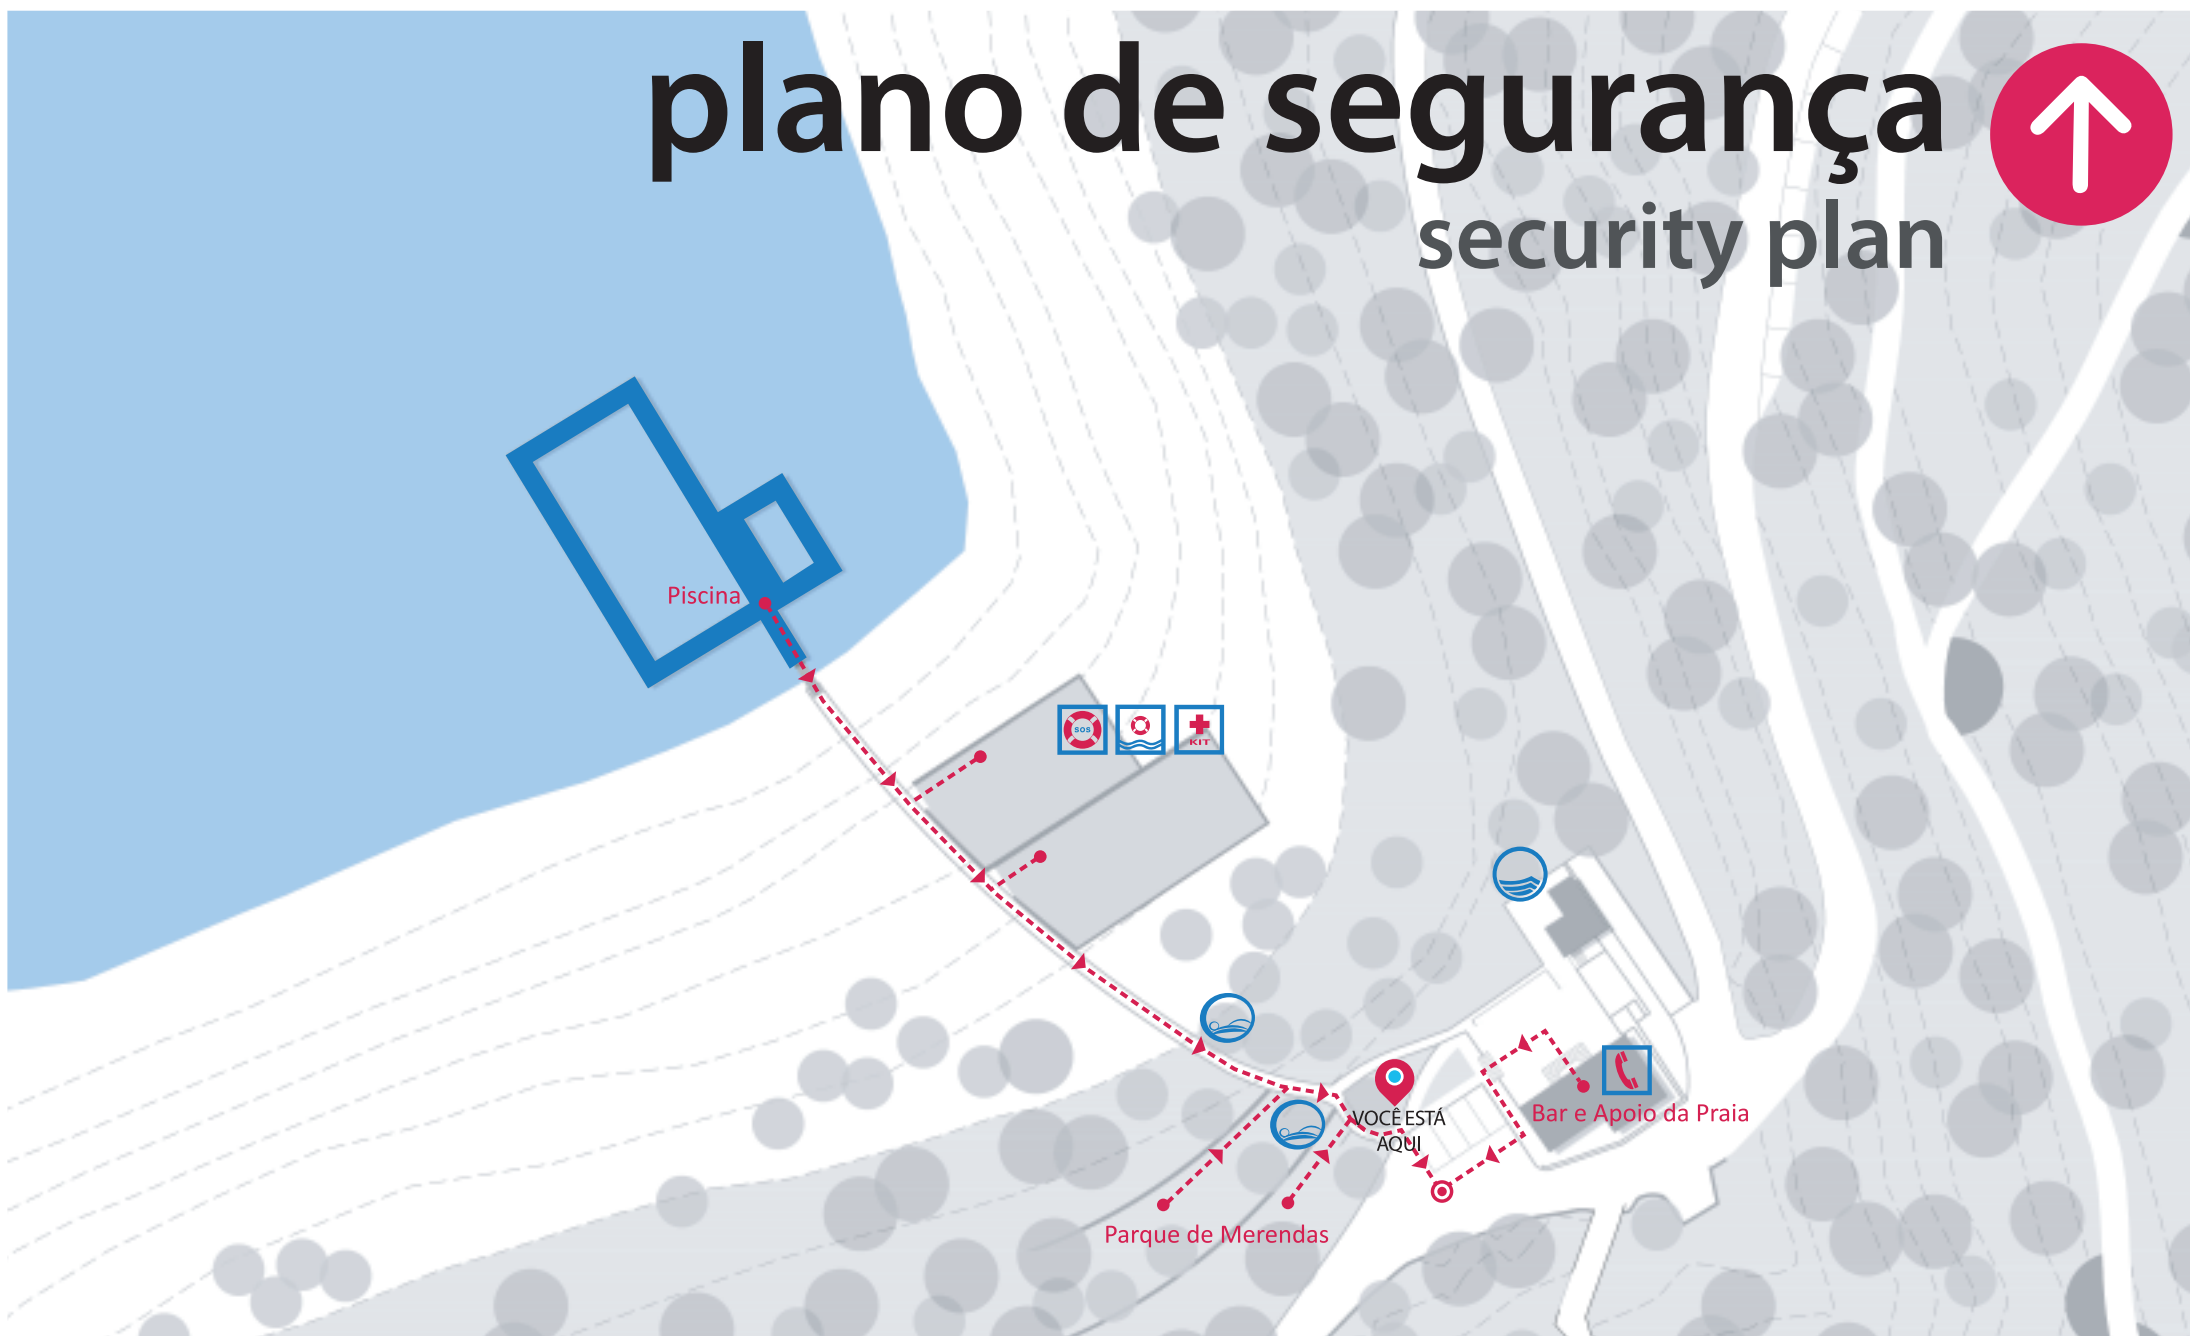 plano de segurança
security plan
Piscina
SOS
KIT
VOCÊ ESTÁ
AQUI
Bar e Apoio da Praia
Parque de Merendas